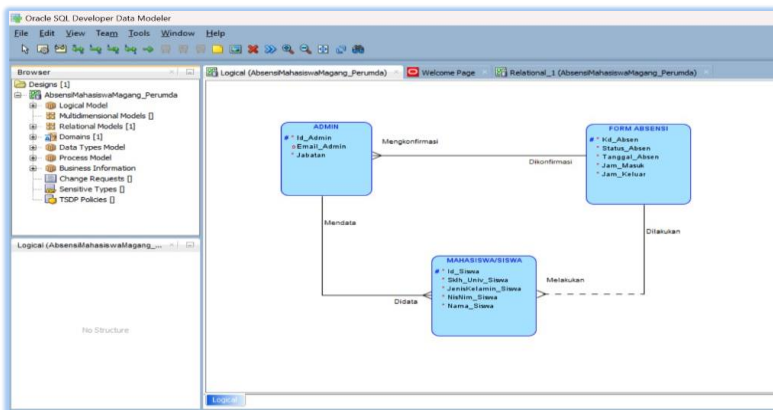 Oracle SQL Developer Data Modeler
File Edit View Team Tools Window Help
Browser
Designs [1]
AbsensiMahasiswaMagang_Perumda
Logical Model
Multidimensional Models []
Relational Models [1]
Domains [1]
Data Types Model
Process Model
Business Information
Change Requests []
Sensitive Types []
TSDP Policies []
Logical (AbsensiMahasiswaMagang_...
No Structure
Logical (AbsensiMahasiswaMagang_Perumda)
Welcome Page
Relational_1 (AbsensiMahasiswaMagang_Perumda)
ADMIN
# * Id_Admin
o Email_Admin
* Jabatan
Mengkonfirmasi
Dikonfirmasi
FORM ABSENSI
# * Kd_Absen
* Status_Absen
* Tanggal_Absen
* Jam_Masuk
* Jam_Keluar
Mendata
Dilakukan
MAHASISWA/SISWA
# * Id_Siswa
* Sklh_Univ_Siswa
* JenisKelamin_Siswa
* NisNim_Siswa
* Nama_Siswa
Didata
Melakukan
Logical